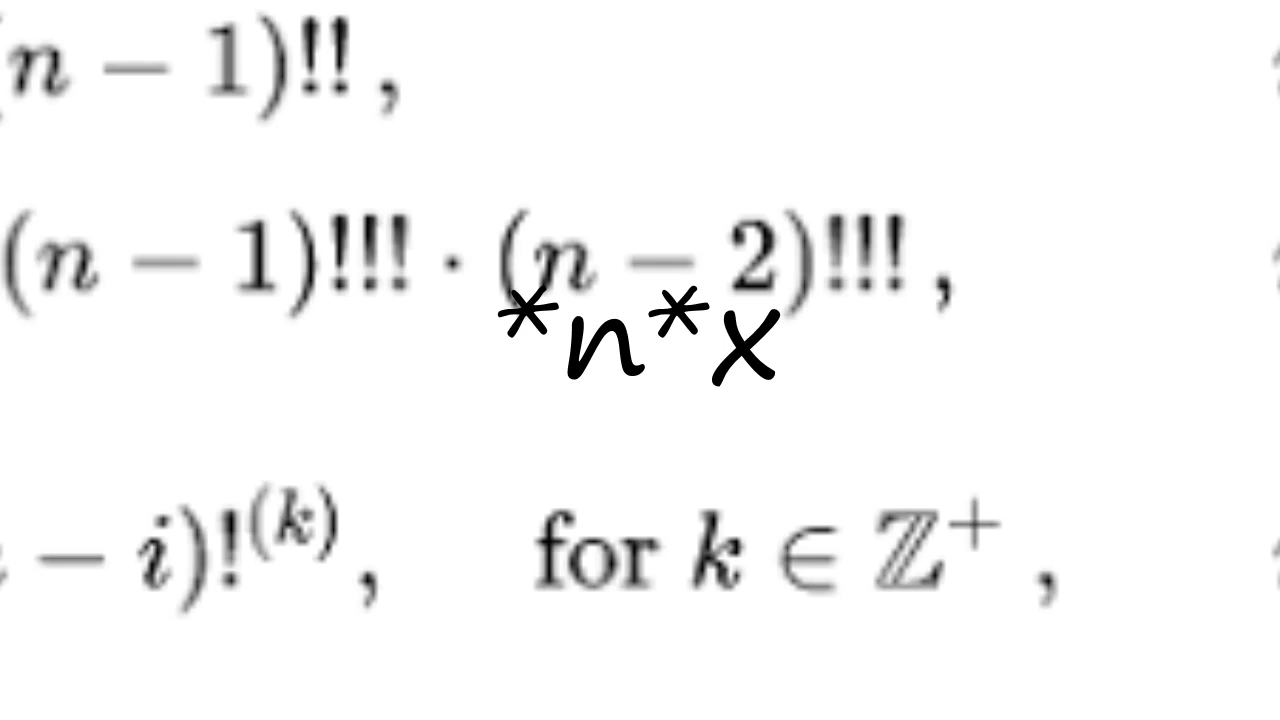 (n − 1)!! ,
(n − 1)!!! · (n − 2)!!! ,
*n*x
− i)!^(k) , for k ∈ ℤ⁺ ,